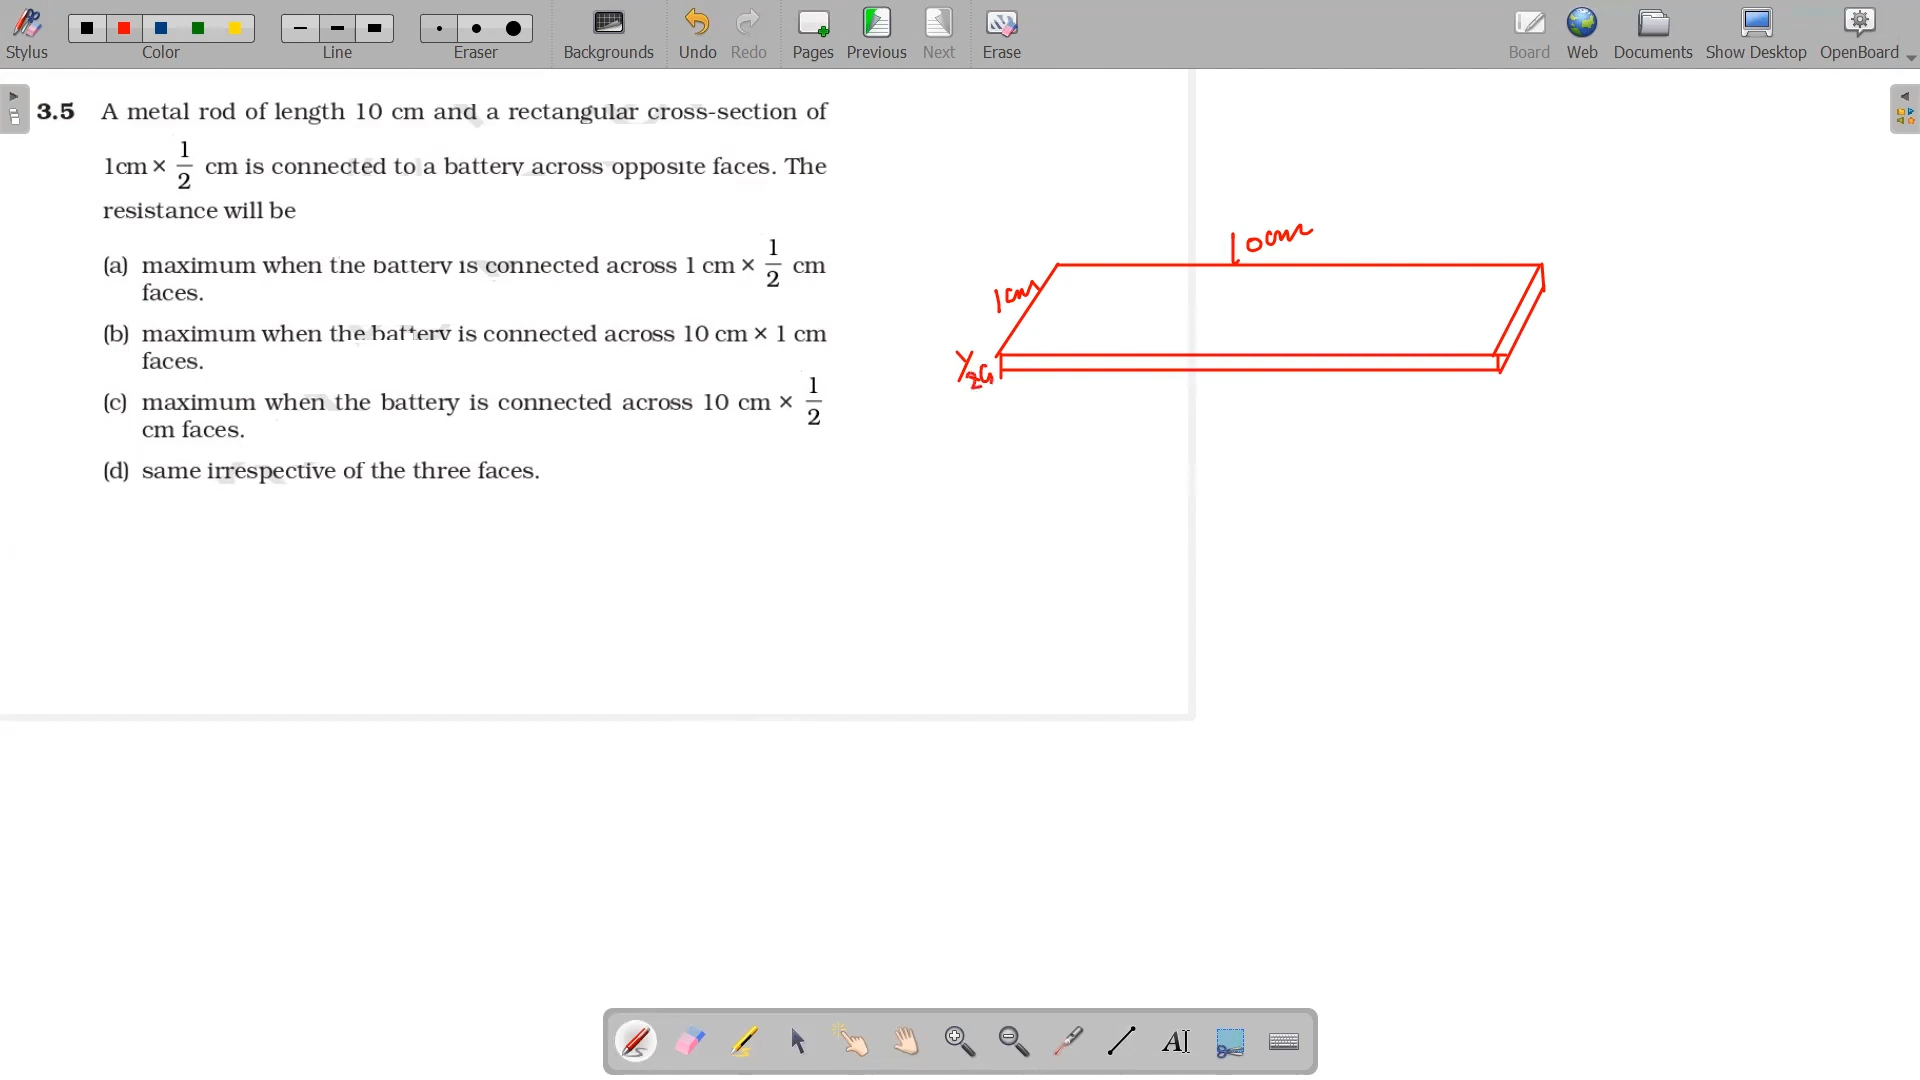 Stylus Color Line Eraser Backgrounds Undo Redo Pages Previous Next Erase Board Web Documents Show Desktop OpenBoard
3.5 A metal rod of length 10 cm and a rectangular cross-section of
1cm × 1/2 cm is connected to a battery across opposite faces. The
resistance will be
(a) maximum when the battery is connected across 1 cm × 1/2 cm
faces.
(b) maximum when the battery is connected across 10 cm × 1 cm
faces.
(c) maximum when the battery is connected across 10 cm × 1/2
cm faces.
(d) same irrespective of the three faces.
10cm
1cm
AI